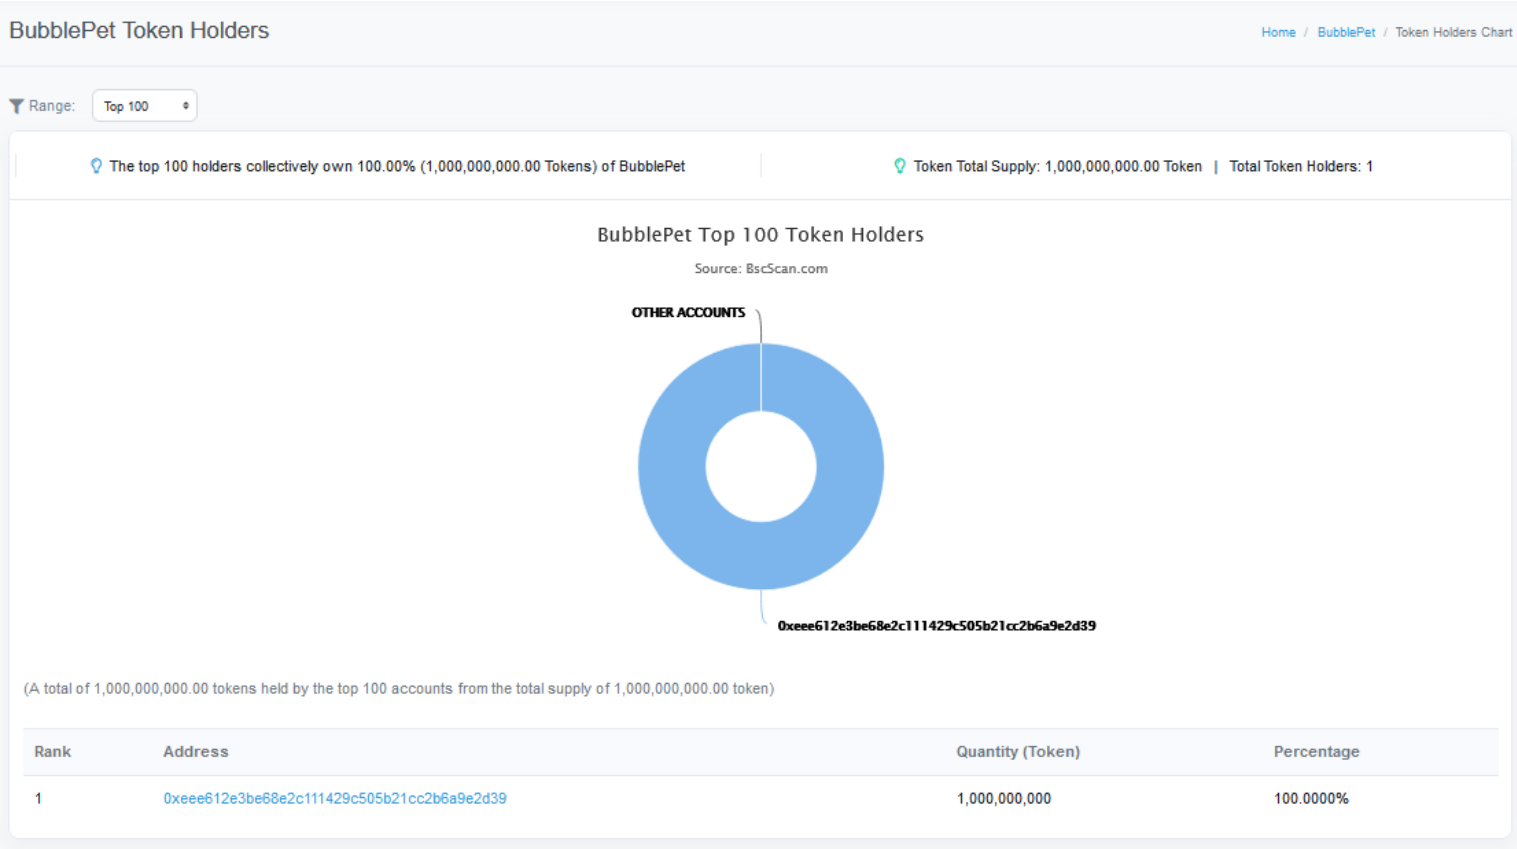 BubblePet Token Holders
Home / BubblePet / Token Holders Chart
Range: Top 100
The top 100 holders collectively own 100.00% (1,000,000,000.00 Tokens) of BubblePet
Token Total Supply: 1,000,000,000.00 Token | Total Token Holders: 1
BubblePet Top 100 Token Holders
Source: BscScan.com
OTHER ACCOUNTS
0xeee612e3be68e2c111429c505b21cc2b6a9e2d39
(A total of 1,000,000,000.00 tokens held by the top 100 accounts from the total supply of 1,000,000,000.00 token)
Rank Address Quantity (Token) Percentage
1 0xeee612e3be68e2c111429c505b21cc2b6a9e2d39 1,000,000,000 100.0000%